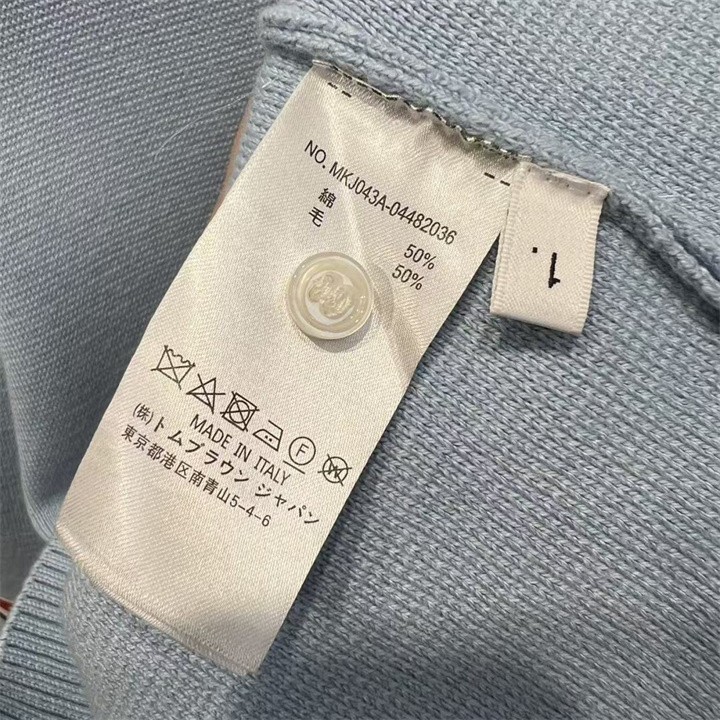 NO. MKJ043A-04482036
綿 50%
毛 50%
F
W
MADE IN ITALY
(株)トムブラウン ジャパン
東京都港区南青山5-4-6
1.